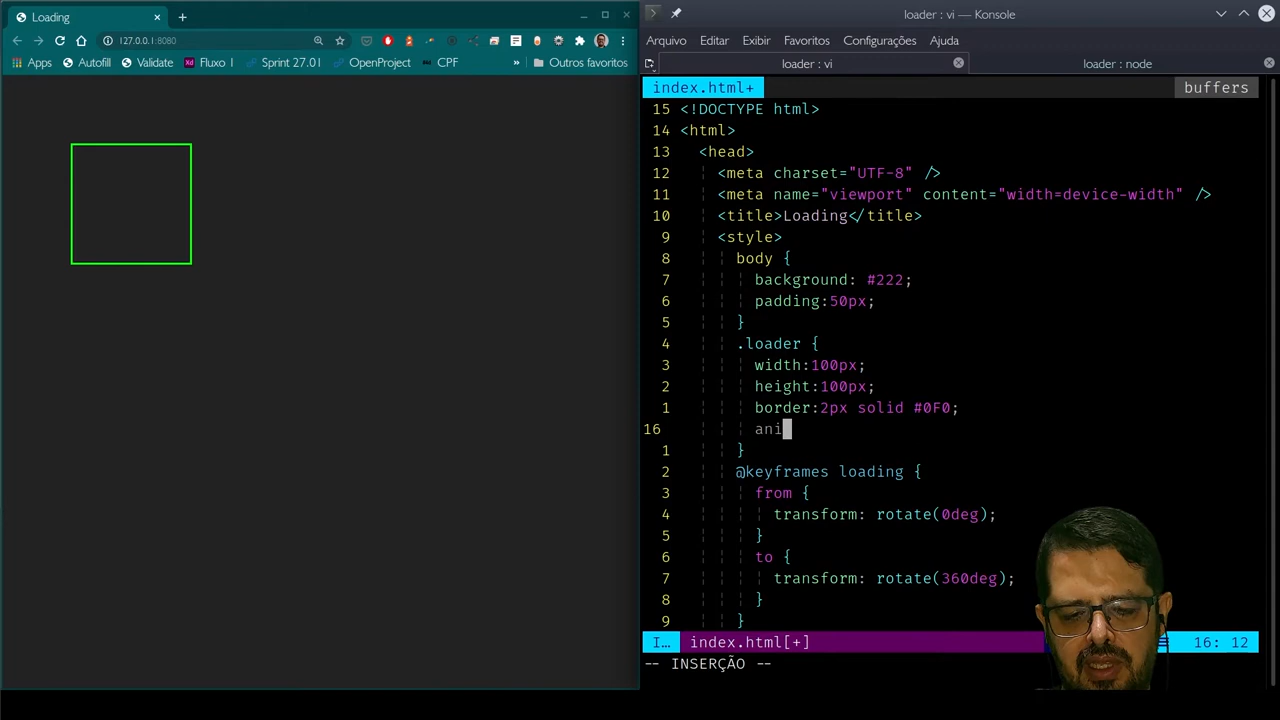 Loading
127.0.0.1:8080
Apps
Autofill
Validate
Xd
Fluxo 1
Sprint 27.01
OpenProject
CPF
»
Outros favoritos
loader : vi — Konsole
Arquivo Editar Exibir Favoritos Configurações Ajuda
loader : vi
loader : node
index.html+
buffers
15 <!DOCTYPE html>
14 <html>
13 <head>
12 <meta charset="UTF-8" />
11 <meta name="viewport" content="width=device-width" />
10 <title>Loading</title>
9 <style>
8 body {
7 background: #222;
6 padding:50px;
5 }
4 .loader {
3 width:100px;
2 height:100px;
1 border:2px solid #0F0;
16 ani
1 }
2 @keyframes loading {
3 from {
4 transform: rotate(0deg);
5 }
6 to {
7 transform: rotate(360deg);
8 }
9 }
I… index.html[+] 16: 12
-- INSERÇÃO --